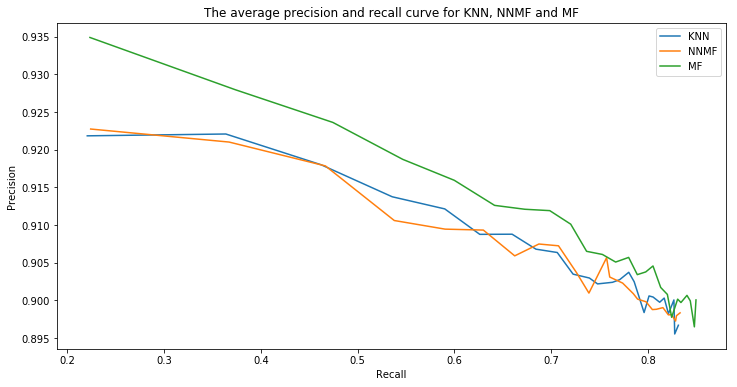 The average precision and recall curve for KNN, NNMF and MF
KNN
NNMF
MF
0.935
0.930
0.925
0.920
0.915
0.910
0.905
0.900
0.895
Precision
0.2
0.3
0.4
0.5
0.6
0.7
0.8
Recall